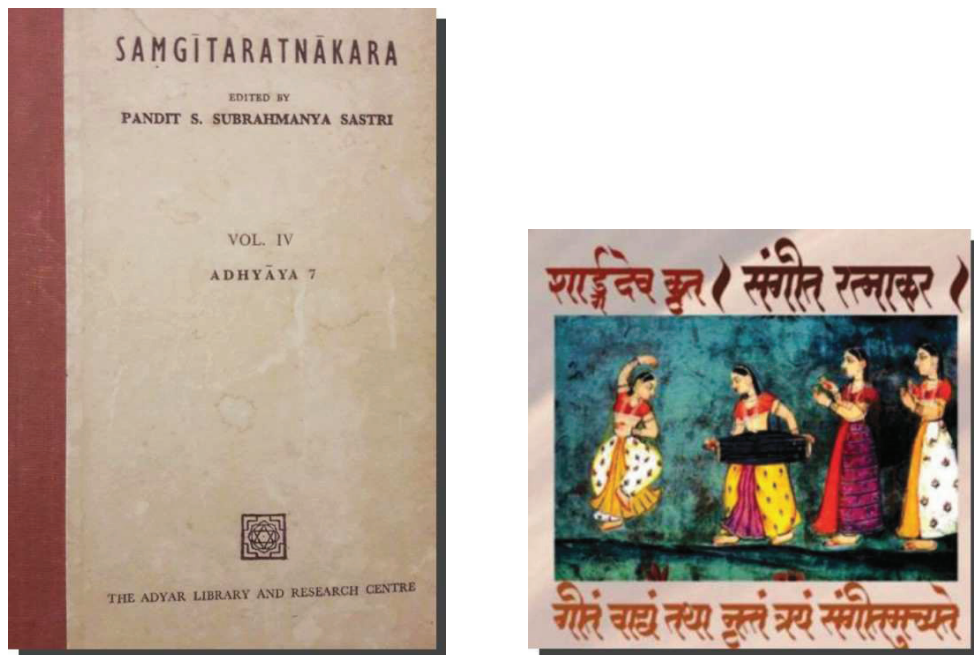 SAṂGĪTARATNĀKARA
EDITED BY
PANDIT S. SUBRAHMANYA SASTRI
VOL. IV
ADHYĀYA 7
THE ADYAR LIBRARY AND RESEARCH CENTRE
शार्ङ्गदेव कृत / संगीत रत्नाकर /
गीतं वाद्यं तथा नृत्तं त्रयं संगीतमुच्यते